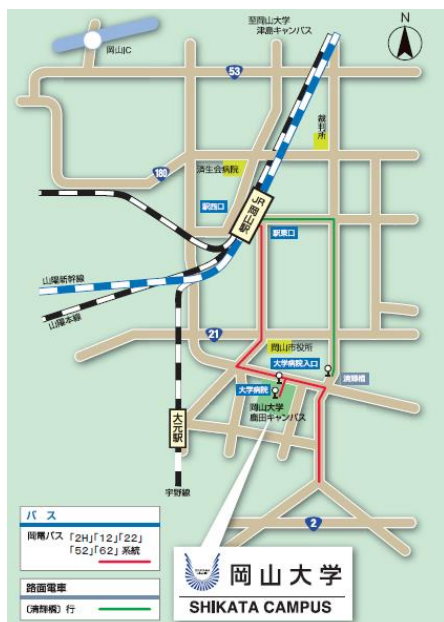 至岡山大学
津島キャンパス
N
岡山IC
53
裁判所
180
済生会病院
駅西口
JR岡山駅
駅東口
山陽新幹線
山陽本線
21
岡山市役所
大学病院入口
清輝橋
大学病院
岡山大学
鹿田キャンパス
大元駅
宇野線
2
バス
岡電バス「2H」「12」「22」
「52」「62」系統
路面電車
〔清輝橋〕行
岡山大学
SHIKATA CAMPUS